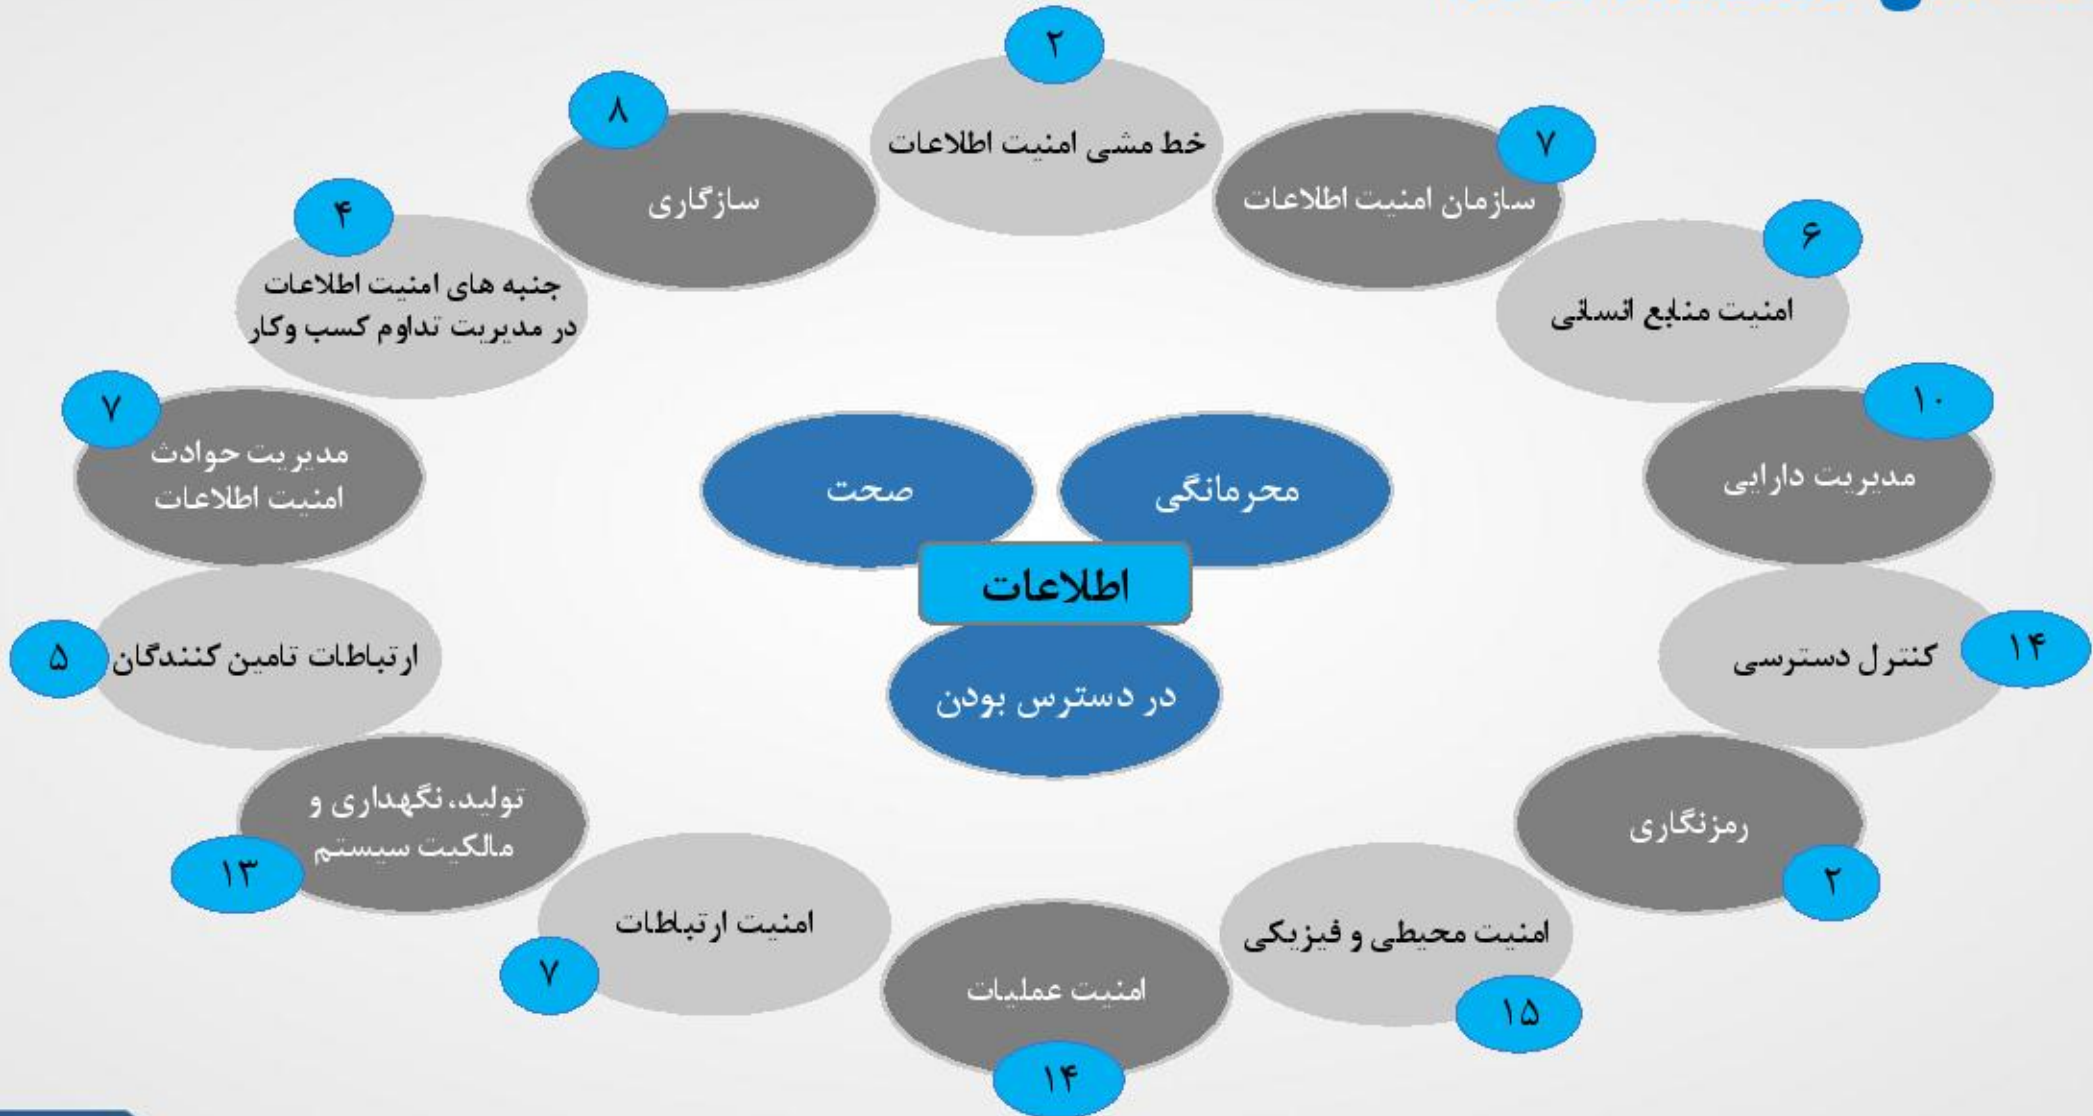 ۲
خط مشی امنیت اطلاعات
۷
سازمان امنیت اطلاعات
۶
امنیت منابع انسانی
۱۰
مدیریت دارایی
۱۴
کنترل دسترسی
رمزنگاری
۲
امنیت محیطی و فیزیکی
۱۵
امنیت عملیات
۱۴
امنیت ارتباطات
۷
تولید، نگهداری و
مالکیت سیستم
۱۳
ارتباطات تامین کنندگان
۵
۷
مدیریت حوادث
امنیت اطلاعات
۴
جنبه های امنیت اطلاعات
در مدیریت تداوم کسب وکار
۸
سازگاری
محرمانگی
صحت
اطلاعات
در دسترس بودن